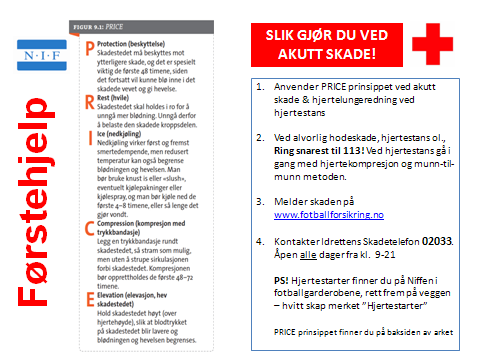 Førstehjelp
N·I·F
FIGUR 9.1: PRICE
P Protection (beskyttelse)
Skadestedet må beskyttes mot
ytterligere skade, og det er spesielt
viktig de første 48 timene, siden
det fortsatt vil kunne blø inne i det
skadede vevet og gi hevelse.
R Rest (hvile)
Skadestedet skal holdes i ro for å
unngå mer blødning. Unngå derfor
å belaste den skadede kroppsdelen.
I Ice (nedkjøling)
Nedkjøling virker først og fremst
smertedempende, men redusert
temperatur kan også begrense
blødningen og hevelsen. Man
bør bruke knust is eller «slush»,
eventuelt kjølepakninger eller
kjølespray, og man bør kjøle ned de
første 4–8 timene, eller så lenge det
gjør vondt.
C Compression (kompresjon med
trykkbandasje)
Legg en trykkbandasje rundt
skadestedet, så stram som mulig,
men uten å strupe sirkulasjonen
forbi skadestedet. Kompresjonen
bør opprettholdes de første 48–72
timene.
E Elevation (elevasjon, hev
skadestedet)
Hold skadestedet høyt (over
hjertehøyde), slik at blodtrykket
på skadestedet blir lavere og
blødningen og hevelsen begrenses.
SLIK GJØR DU VED
AKUTT SKADE!
1. Anvender PRICE prinsippet ved akutt
skade & hjertelungeredning ved
hjertestans
2. Ved alvorlig hodeskade, hjertestans ol.,
Ring snarest til 113! Ved hjertestans gå i
gang med hjertekompresjon og munn-til-
munn metoden.
3. Melder skaden på
www.fotballforsikring.no
4. Kontakter Idrettens Skadetelefon 02033.
Åpen alle dager fra kl. 9-21
PS! Hjertestarter finner du på Niffen i
fotballgarderobene, rett frem på veggen
– hvitt skap merket ”Hjertestarter”
PRICE prinsippet finner du på baksiden av arket